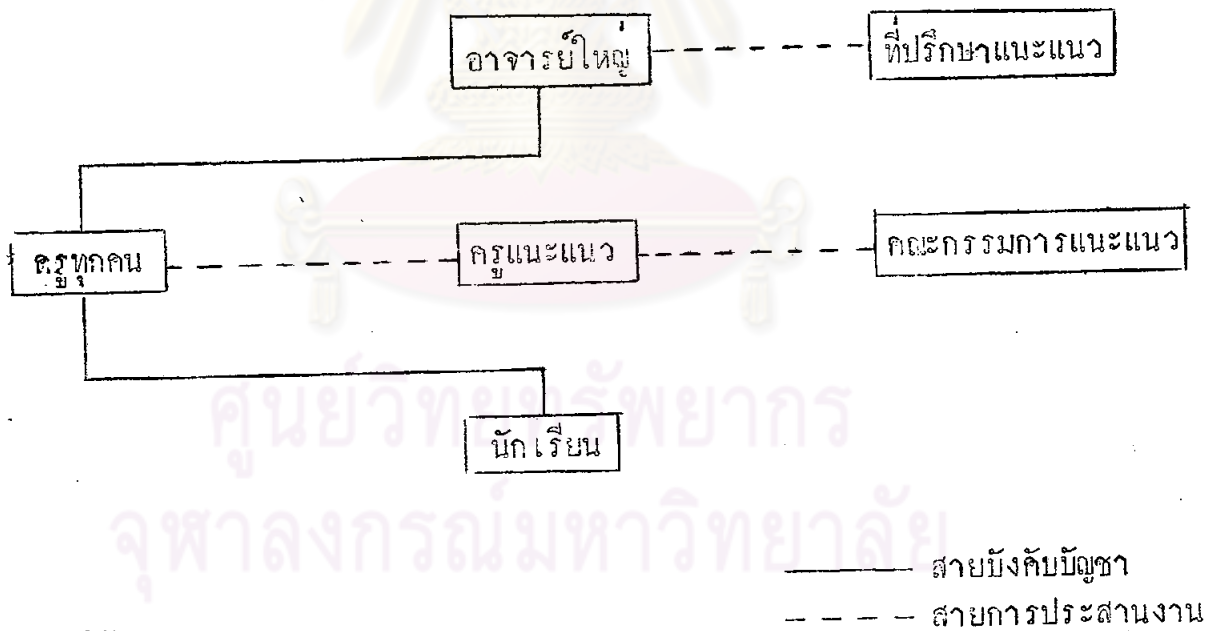 อาจารย์ใหญ่
ที่ปรึกษาแนะแนว
ครูทุกคน
ครูแนะแนว
คณะกรรมการแนะแนว
นักเรียน
ศูนย์วิทยทรัพยากร
จุฬาลงกรณ์มหาวิทยาลัย
สายบังคับบัญชา
สายการประสานงาน